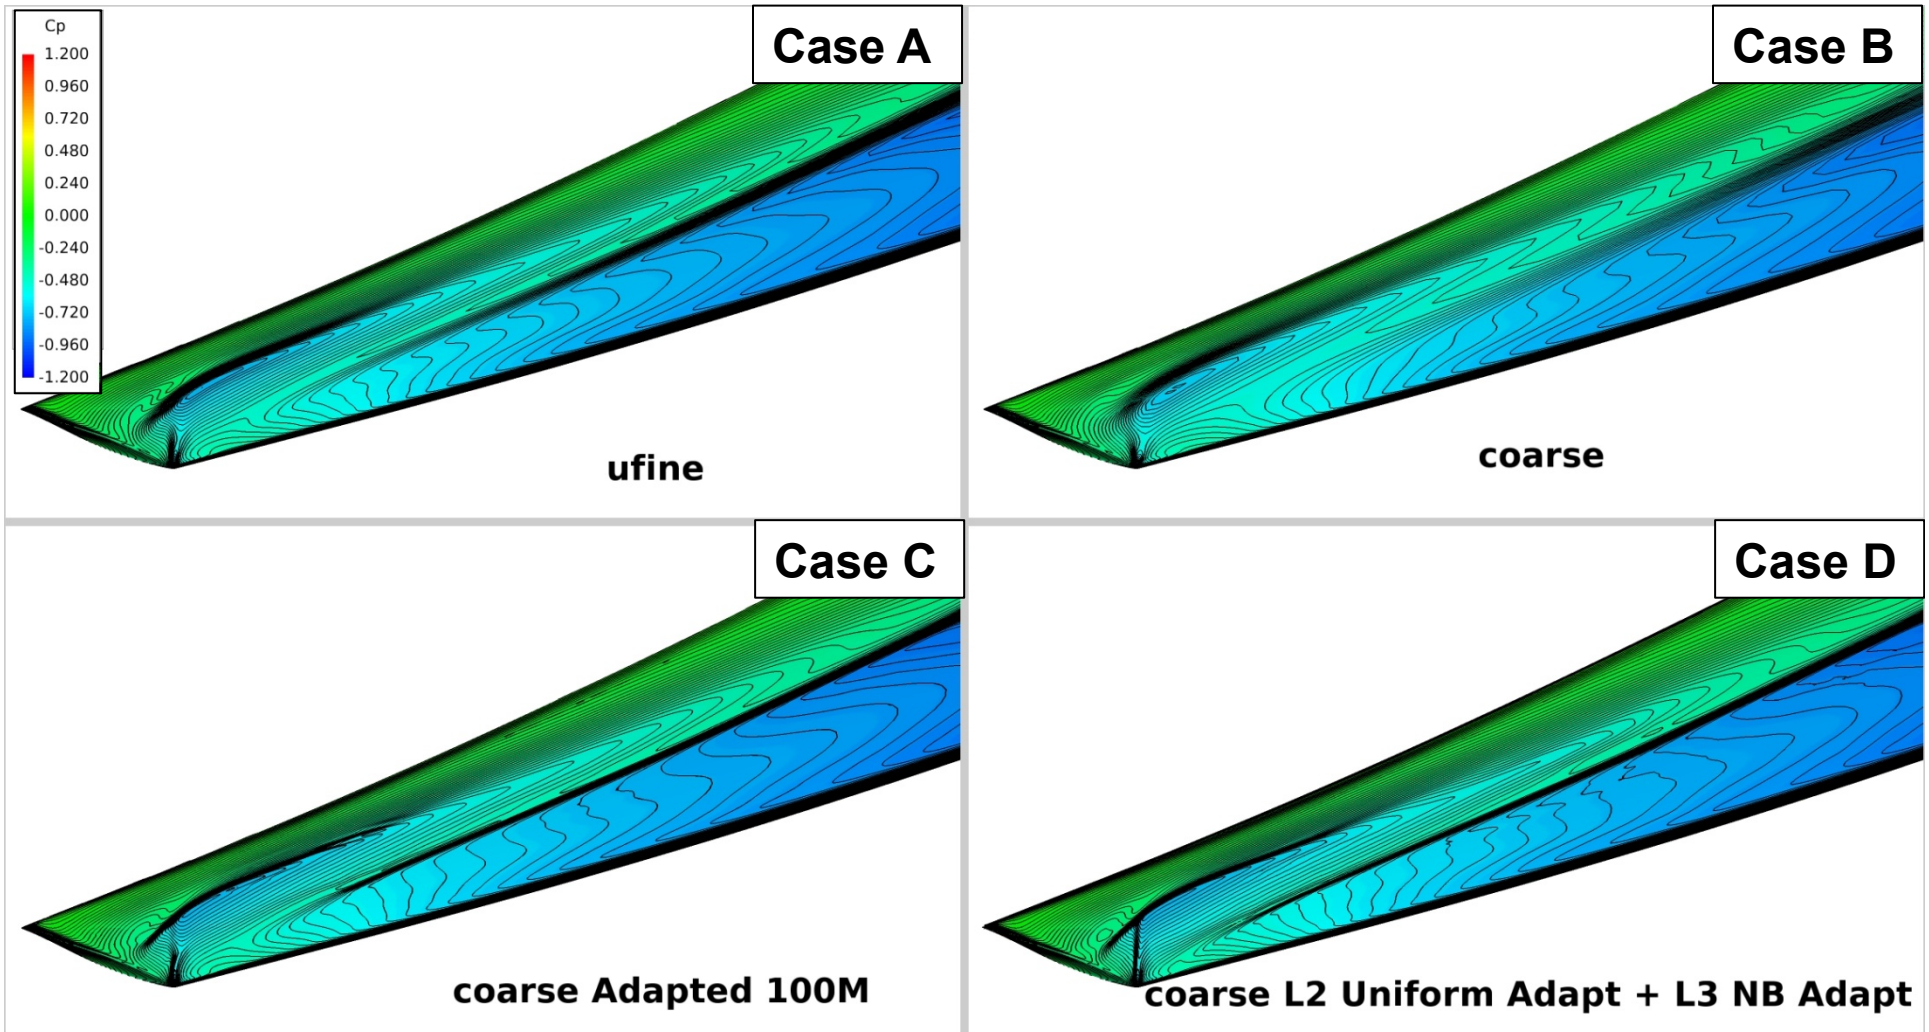 Case A
Case B
Cp
1.200
0.960
0.720
0.480
0.240
0.000
-0.240
-0.480
-0.720
-0.960
-1.200
ufine
coarse
Case C
Case D
coarse Adapted 100M
coarse L2 Uniform Adapt + L3 NB Adapt